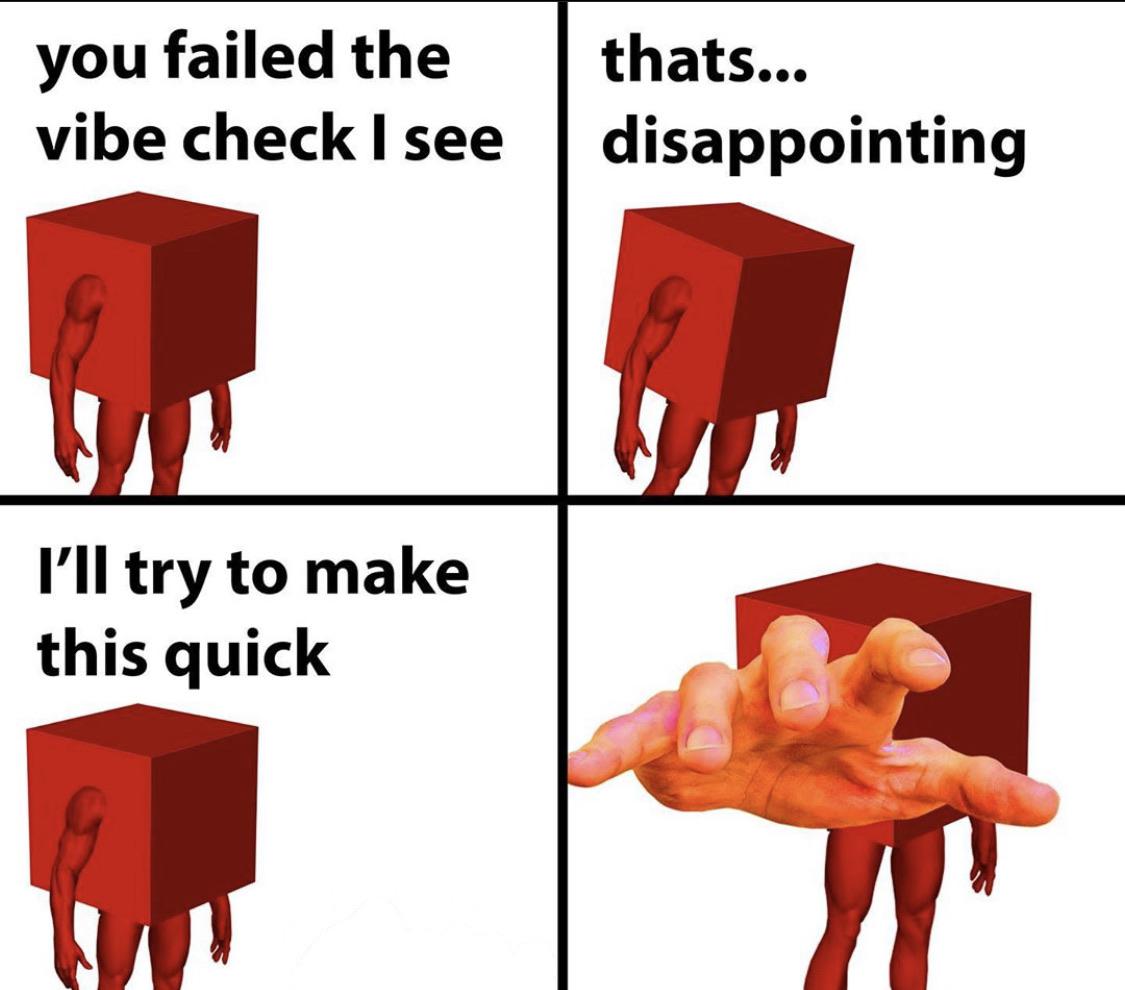 you failed the
vibe check I see
thats...
disappointing
I'll try to make
this quick